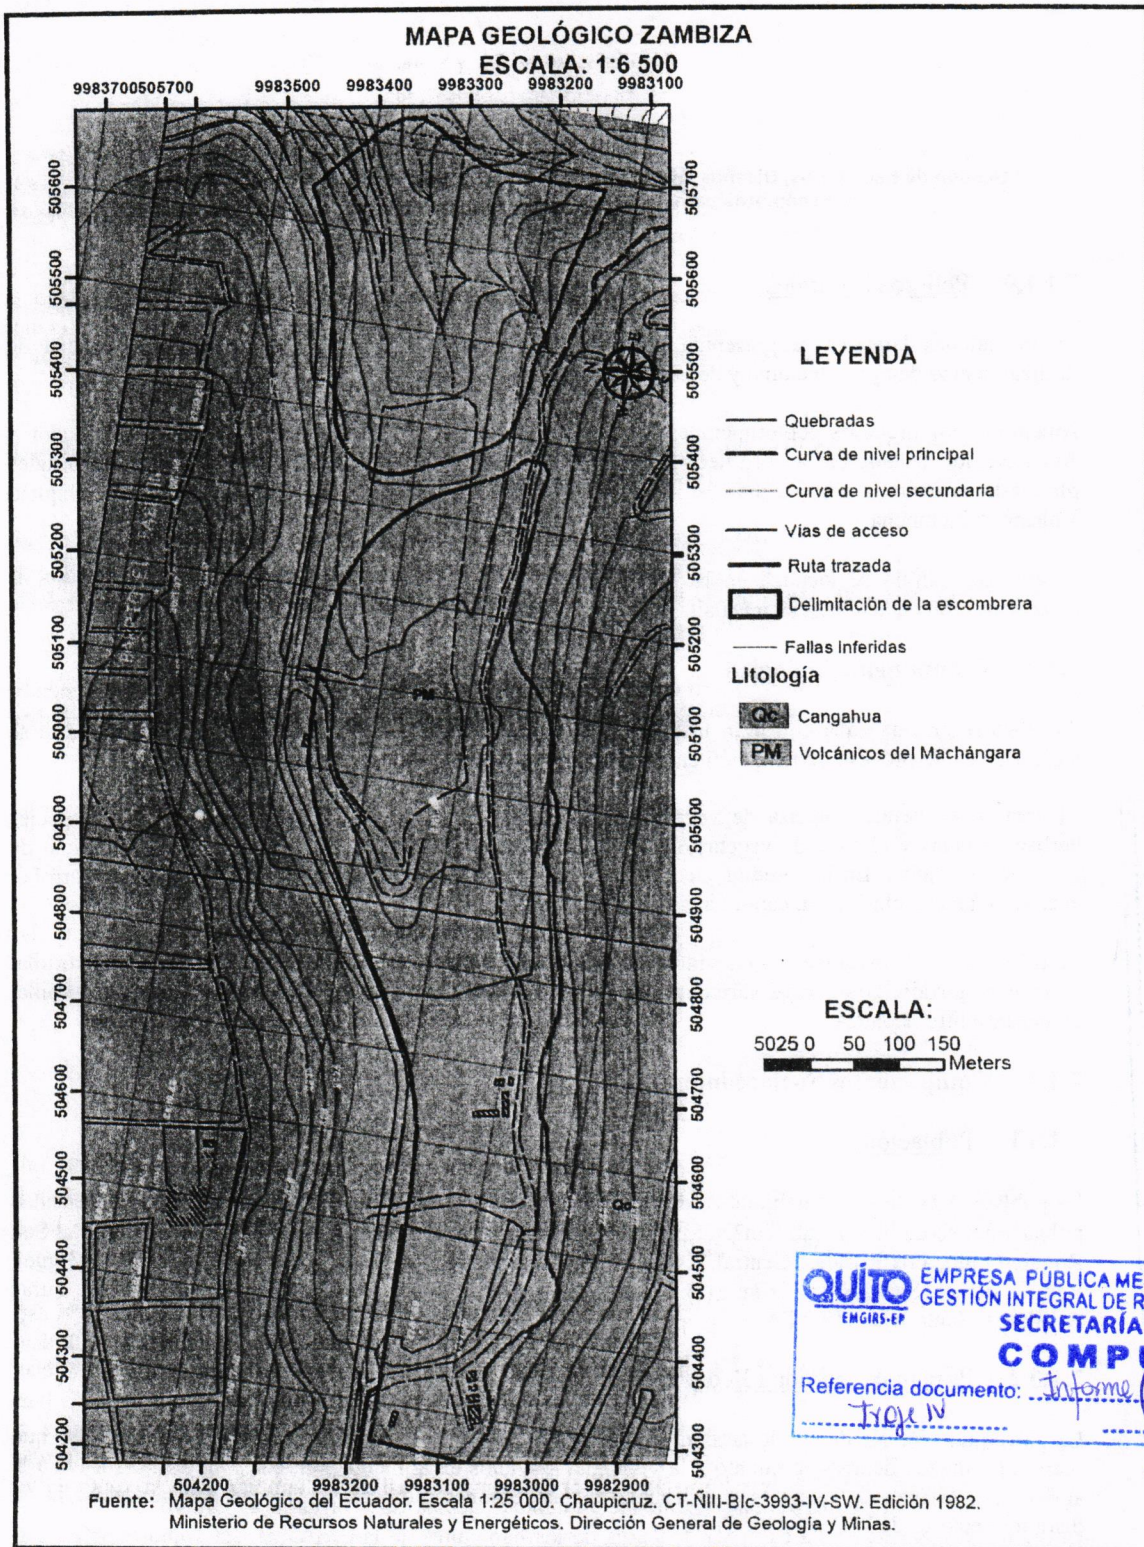 MAPA GEOLÓGICO ZAMBIZA
ESCALA: 1:6 500
9983700505700 9983500 9983400 9983300 9983200 9983100
505600
505500
505400
505300
505200
505100
505000
504900
504800
504700
504600
504500
504400
504300
504200
505700
505600
505500
505400
505300
505200
505100
505000
504900
504800
504700
504600
504500
504400
504300
PM
Qc
LEYENDA
Quebradas
Curva de nivel principal
Curva de nivel secundaria
Vías de acceso
Ruta trazada
Delimitación de la escombrera
Fallas inferidas
Litología
Qc Cangahua
PM Volcánicos del Machángara
ESCALA:
5025 0 50 100 150
Meters
QUITO EMPRESA PÚBLICA ME
GESTIÓN INTEGRAL DE R
EMGIRS-EP
SECRETARÍA
COMPU
Referencia documento: Informe
Troje IV
504200 9983200 9983100 9983000 9982900
Fuente: Mapa Geológico del Ecuador. Escala 1:25 000. Chaupicruz. CT-NIII-Blc-3993-IV-SW. Edición 1982.
Ministerio de Recursos Naturales y Energéticos. Dirección General de Geología y Minas.